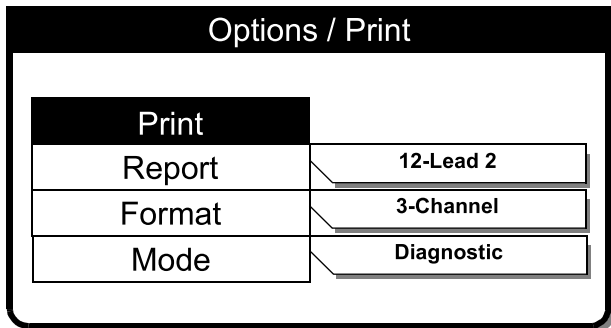 Options / Print
Print
Report 12-Lead 2
Format 3-Channel
Mode Diagnostic